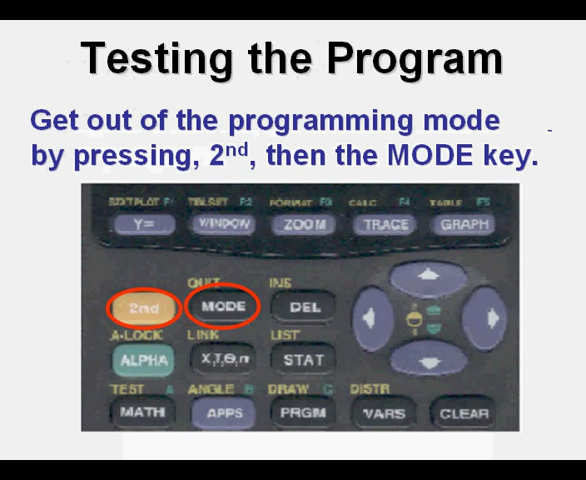 Testing the Program
Get out of the programming mode
by pressing, 2nd, then the MODE key.
STAT PLOT F1 TBLSET F2 FORMAT F3 CALC F4 TABLE F5
Y= WINDOW ZOOM TRACE GRAPH
QUIT INS
2nd MODE DEL
A-LOCK LINK LIST
ALPHA X,T,Θ,n STAT
TEST A ANGLE B DRAW C DISTR
MATH APPS PRGM VARS CLEAR